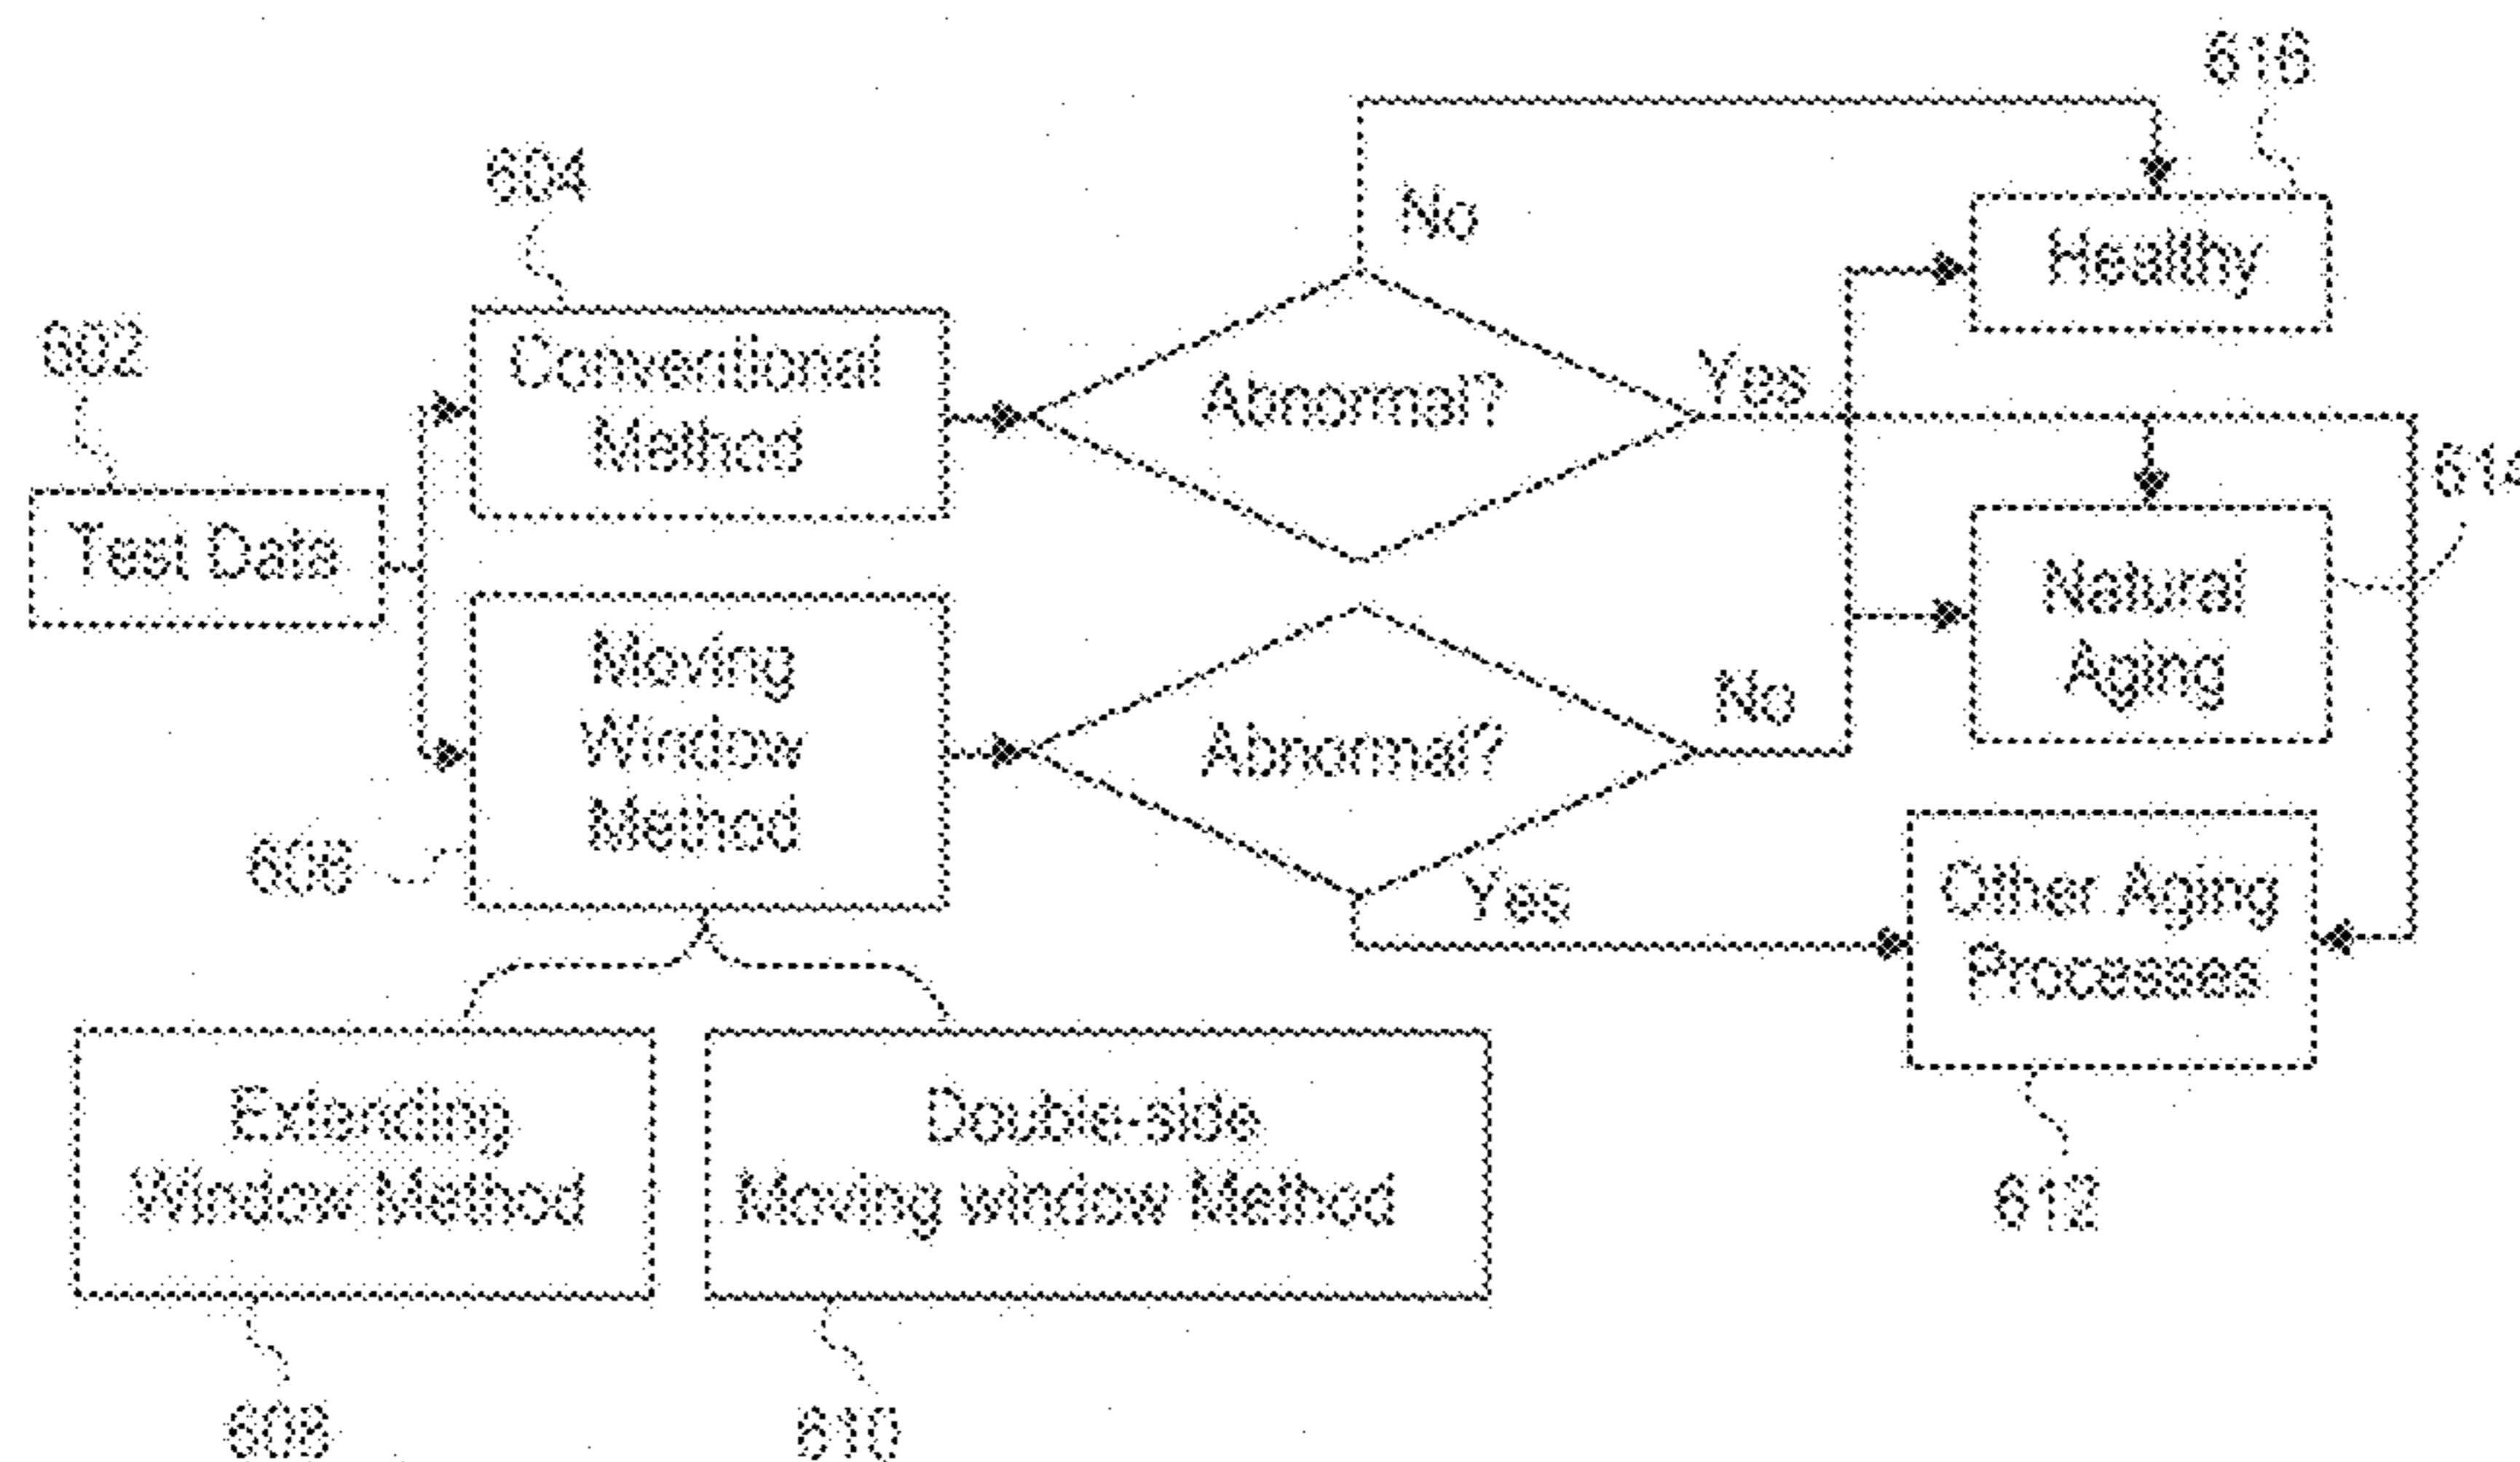 616
604
No
Healthy
602
Conventional
Method
Abnormal?
Yes
Test Data
Natural
Aging
Moving
Window
Method
Abnormal?
No
Other Aging
Processes
Yes
Extending
Window Method
Double-side
Moving window Method
612
608
610